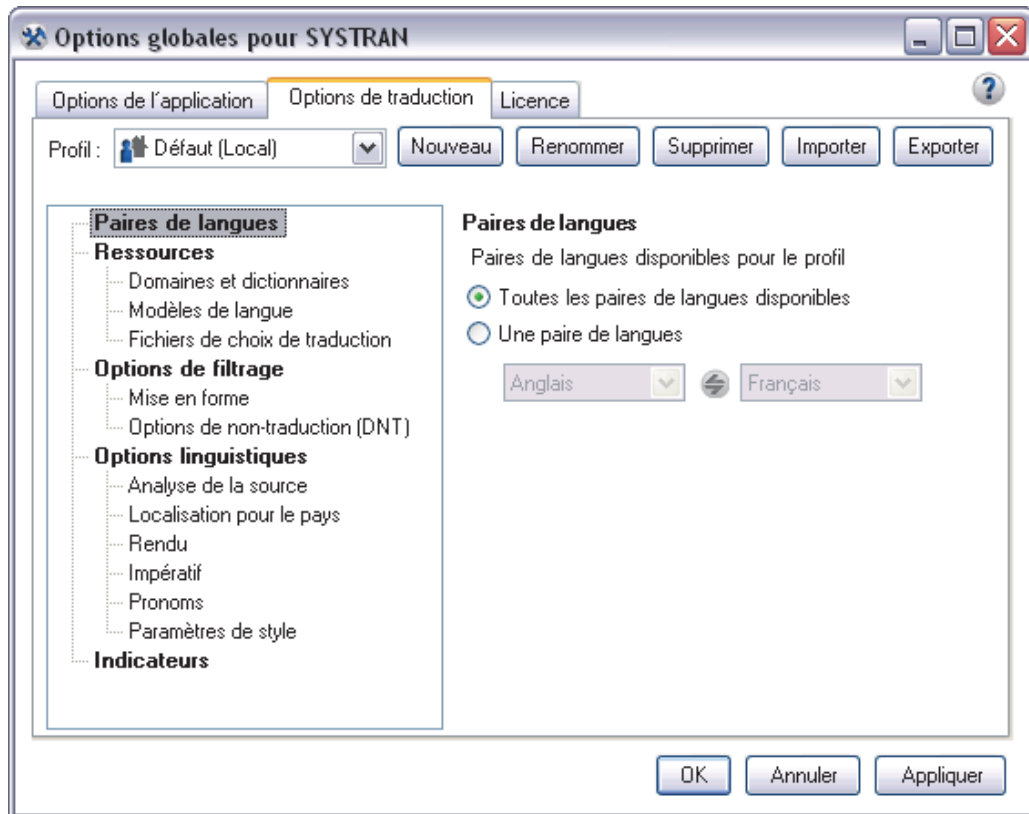 Options globales pour SYSTRAN
Options de l'application Options de traduction Licence ?
Profil : Défaut (Local) Nouveau Renommer Supprimer Importer Exporter
Paires de langues
Ressources
Domaines et dictionnaires
Modèles de langue
Fichiers de choix de traduction
Options de filtrage
Mise en forme
Options de non-traduction (DNT)
Options linguistiques
Analyse de la source
Localisation pour le pays
Rendu
Impératif
Pronoms
Paramètres de style
Indicateurs
Paires de langues
Paires de langues disponibles pour le profil
Toutes les paires de langues disponibles
Une paire de langues
Anglais Français
OK Annuler Appliquer